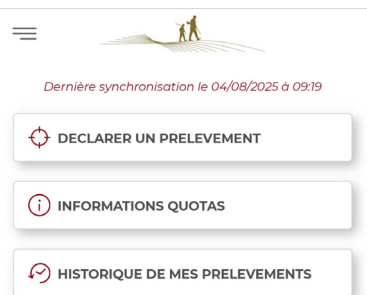 Dernière synchronisation le 04/08/2025 à 09:19
DECLARER UN PRELEVEMENT
INFORMATIONS QUOTAS
HISTORIQUE DE MES PRELEVEMENTS